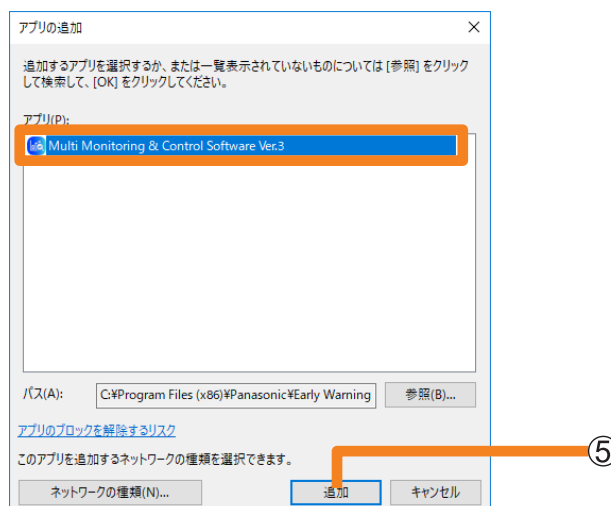 アプリの追加
追加するアプリを選択するか、または一覧表示されていないものについては [参照] をクリック
して検索して、[OK] をクリックしてください。
アプリ(P):
Multi Monitoring & Control Software Ver.3
パス(A):
C:¥Program Files (x86)¥Panasonic¥Early Warning
参照(B)...
アプリのブロックを解除するリスク
このアプリを追加するネットワークの種類を選択できます。
⑤
ネットワークの種類(N)...
追加
キャンセル